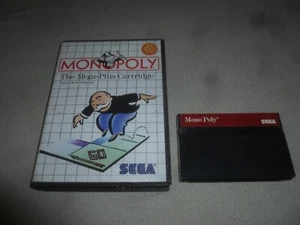 MONOPOLY
The Mega-Plus Cartridge
GO
SEGA
Mono Poly
SEGA